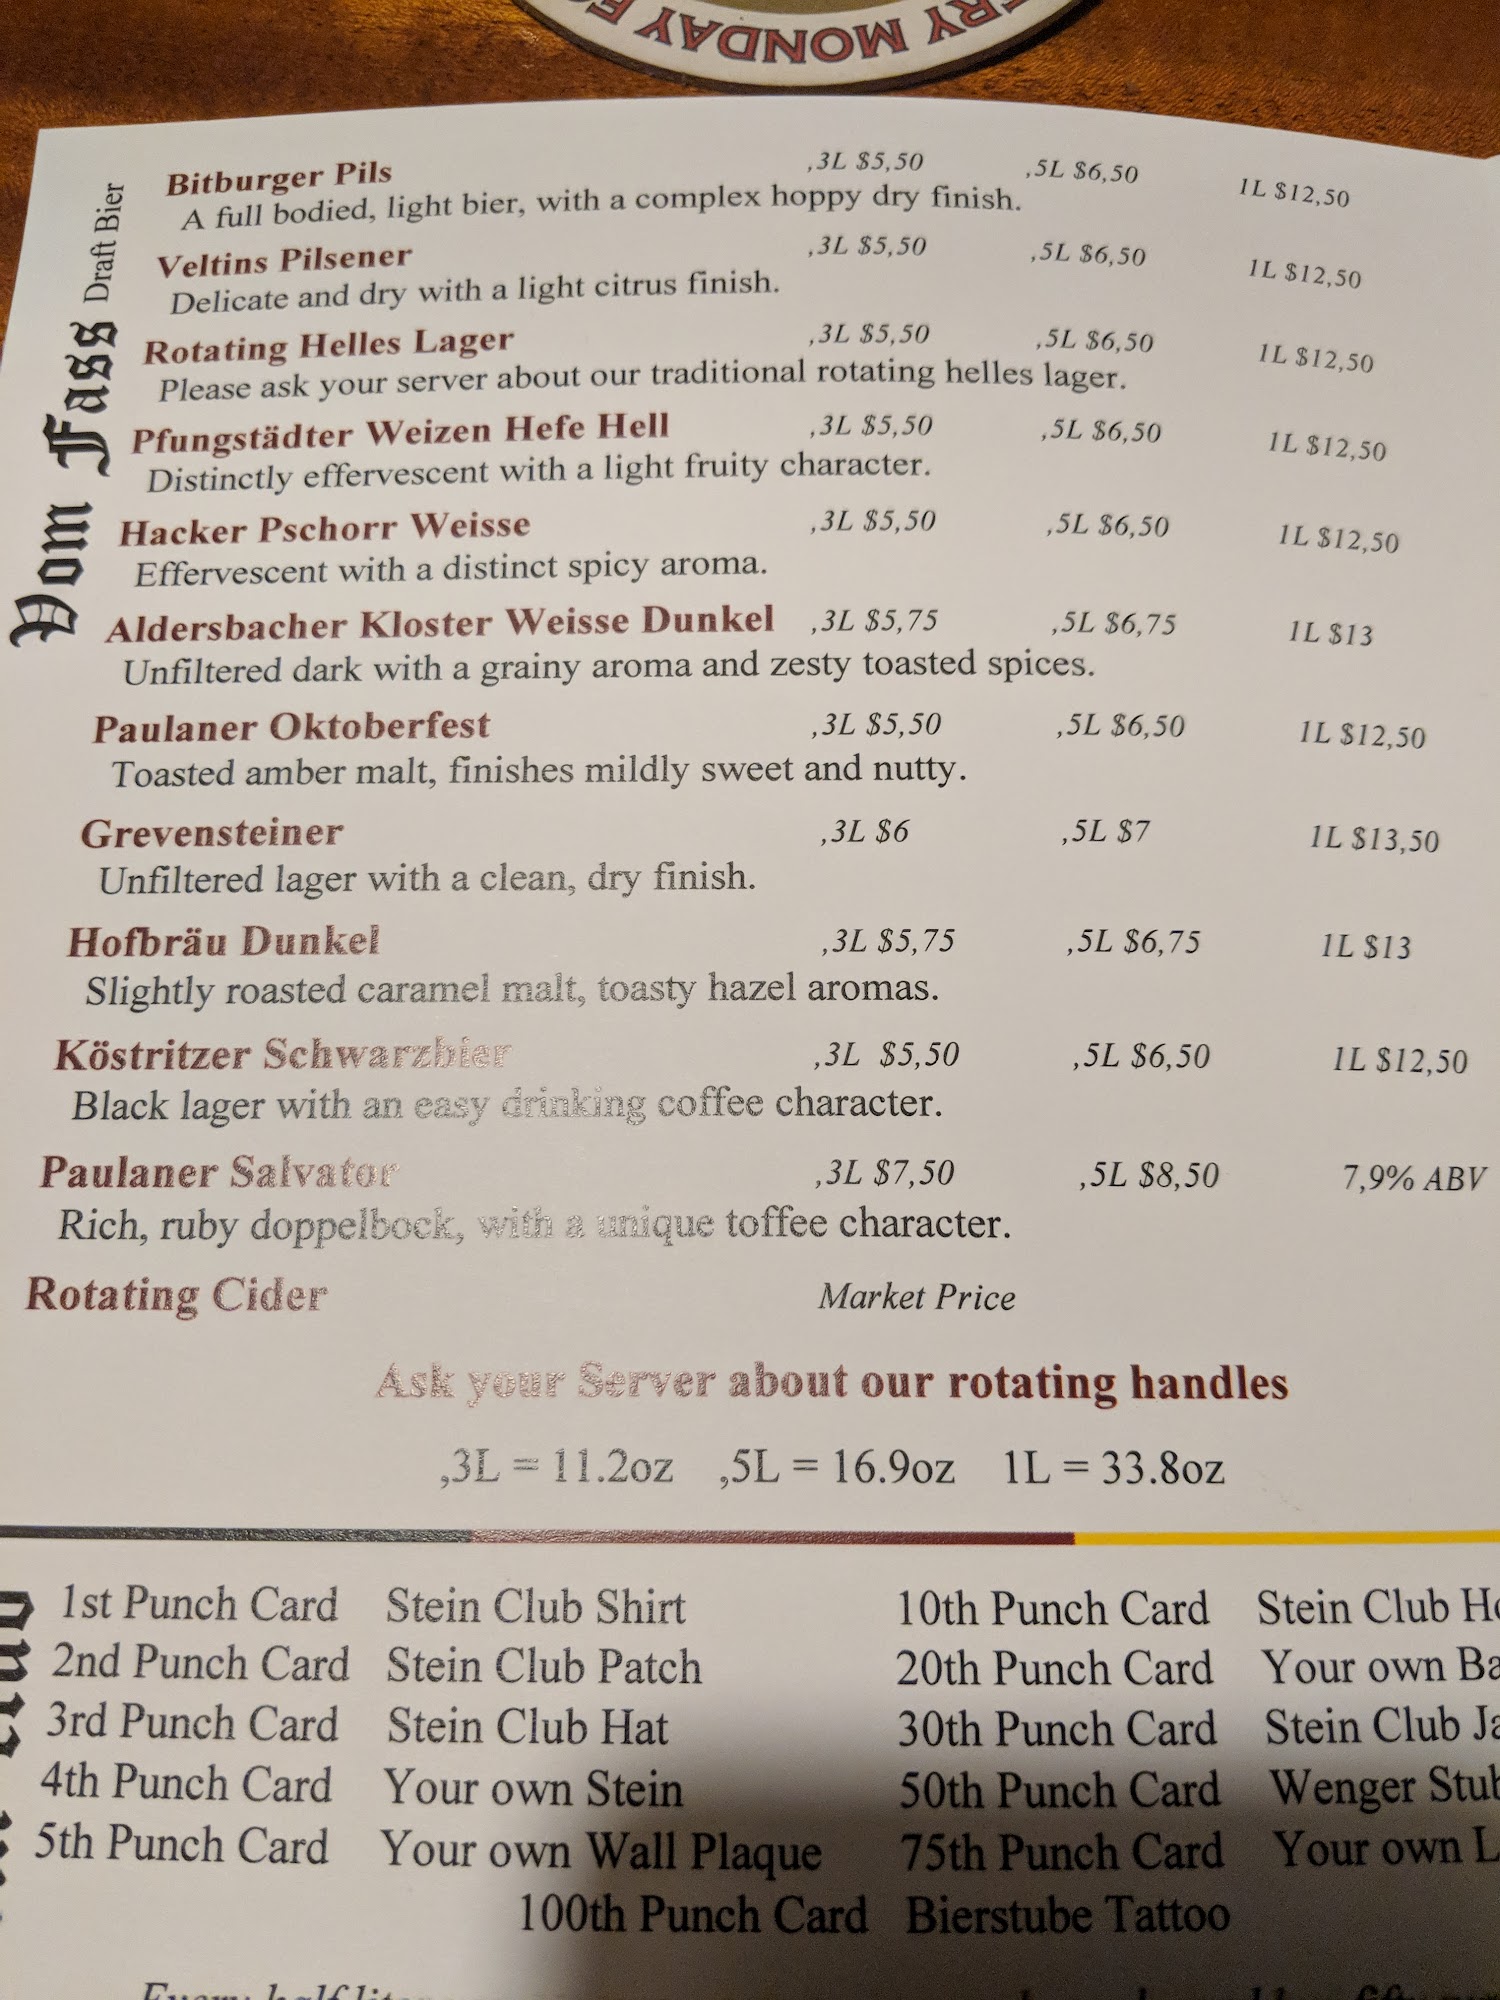 RY MONDAY
Vom Fass Draft Bier
Bitburger Pils ,3L $5,50 ,5L $6,50 1L $12,50
A full bodied, light bier, with a complex hoppy dry finish.
Veltins Pilsener ,3L $5,50 ,5L $6,50 1L $12,50
Delicate and dry with a light citrus finish.
Rotating Helles Lager ,3L $5,50 ,5L $6,50 1L $12,50
Please ask your server about our traditional rotating helles lager.
Pfungstädter Weizen Hefe Hell ,3L $5,50 ,5L $6,50 1L $12,50
Distinctly effervescent with a light fruity character.
Hacker Pschorr Weisse ,3L $5,50 ,5L $6,50 1L $12,50
Effervescent with a distinct spicy aroma.
Aldersbacher Kloster Weisse Dunkel ,3L $5,75 ,5L $6,75 1L $13
Unfiltered dark with a grainy aroma and zesty toasted spices.
Paulaner Oktoberfest ,3L $5,50 ,5L $6,50 1L $12,50
Toasted amber malt, finishes mildly sweet and nutty.
Grevensteiner ,3L $6 ,5L $7 1L $13,50
Unfiltered lager with a clean, dry finish.
Hofbräu Dunkel ,3L $5,75 ,5L $6,75 1L $13
Slightly roasted caramel malt, toasty hazel aromas.
Köstritzer Schwarzbier ,3L $5,50 ,5L $6,50 1L $12,50
Black lager with an easy drinking coffee character.
Paulaner Salvator ,3L $7,50 ,5L $8,50 7,9% ABV
Rich, ruby doppelbock, with a unique toffee character.
Rotating Cider Market Price
Ask your Server about our rotating handles
,3L = 11.2oz ,5L = 16.9oz 1L = 33.8oz
1st Punch Card Stein Club Shirt 10th Punch Card Stein Club Ho
2nd Punch Card Stein Club Patch 20th Punch Card Your own Ba
3rd Punch Card Stein Club Hat 30th Punch Card Stein Club Ja
4th Punch Card Your own Stein 50th Punch Card Wenger Stub
5th Punch Card Your own Wall Plaque 75th Punch Card Your own L
100th Punch Card Bierstube Tattoo
Every half lite